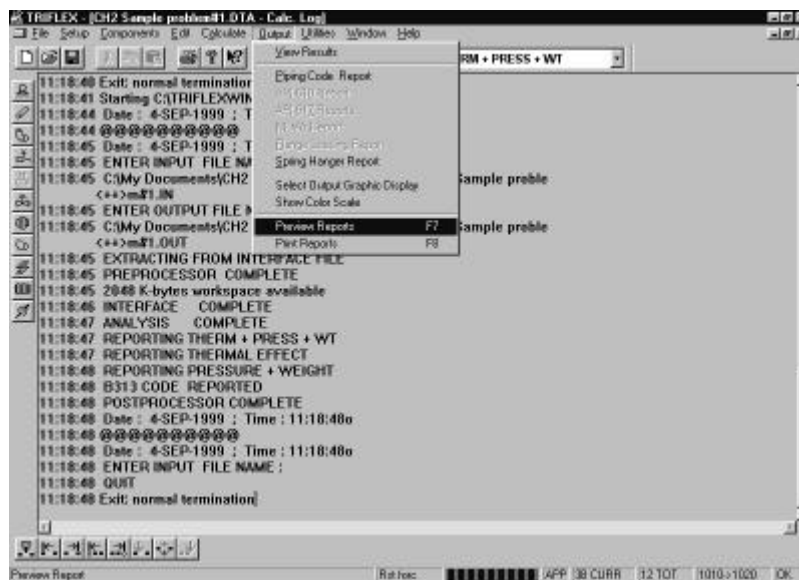 TRIFLEX - [CH2 Sample problem#1.DTA - Calc. Log]
File Setup Components Edit Calculate Output Utilities Window Help
RM + PRESS + WT
View Results
Piping Code Report
Spring Hanger Report
Select Output Graphic Display
Show Color Scale
Preview Reports F7
Print Reports F8
11:18:40 Exit: normal termination
11:18:41 Starting C:\TRIFLEXWIN
11:18:44 Date : 4-SEP-1999 ; T
11:18:44 @@@@@@@@@@
11:18:45 Date : 4-SEP-1999 ; T
11:18:45 ENTER INPUT FILE NA
11:18:45 C:\My Documents\CH2 Sample proble
<++>m#1.IN
11:18:45 ENTER OUTPUT FILE N
11:18:45 C:\My Documents\CH2 Sample proble
<++>m#1.OUT
11:18:45 EXTRACTING FROM INTERFACE FILE
11:18:45 PREPROCESSOR COMPLETE
11:18:45 2048 K-bytes workspace available
11:18:46 INTERFACE COMPLETE
11:18:47 ANALYSIS COMPLETE
11:18:47 REPORTING THERM + PRESS + WT
11:18:47 REPORTING THERMAL EFFECT
11:18:48 REPORTING PRESSURE + WEIGHT
11:18:48 B313 CODE REPORTED
11:18:48 POSTPROCESSOR COMPLETE
11:18:48 Date : 4-SEP-1999 ; Time : 11:18:48o
11:18:48 @@@@@@@@@@
11:18:48 Date : 4-SEP-1999 ; Time : 11:18:48o
11:18:48 ENTER INPUT FILE NAME :
11:18:48 QUIT
11:18:48 Exit: normal termination
Preview Report APP 38 CURR 12 TOT 1010->1020 OK